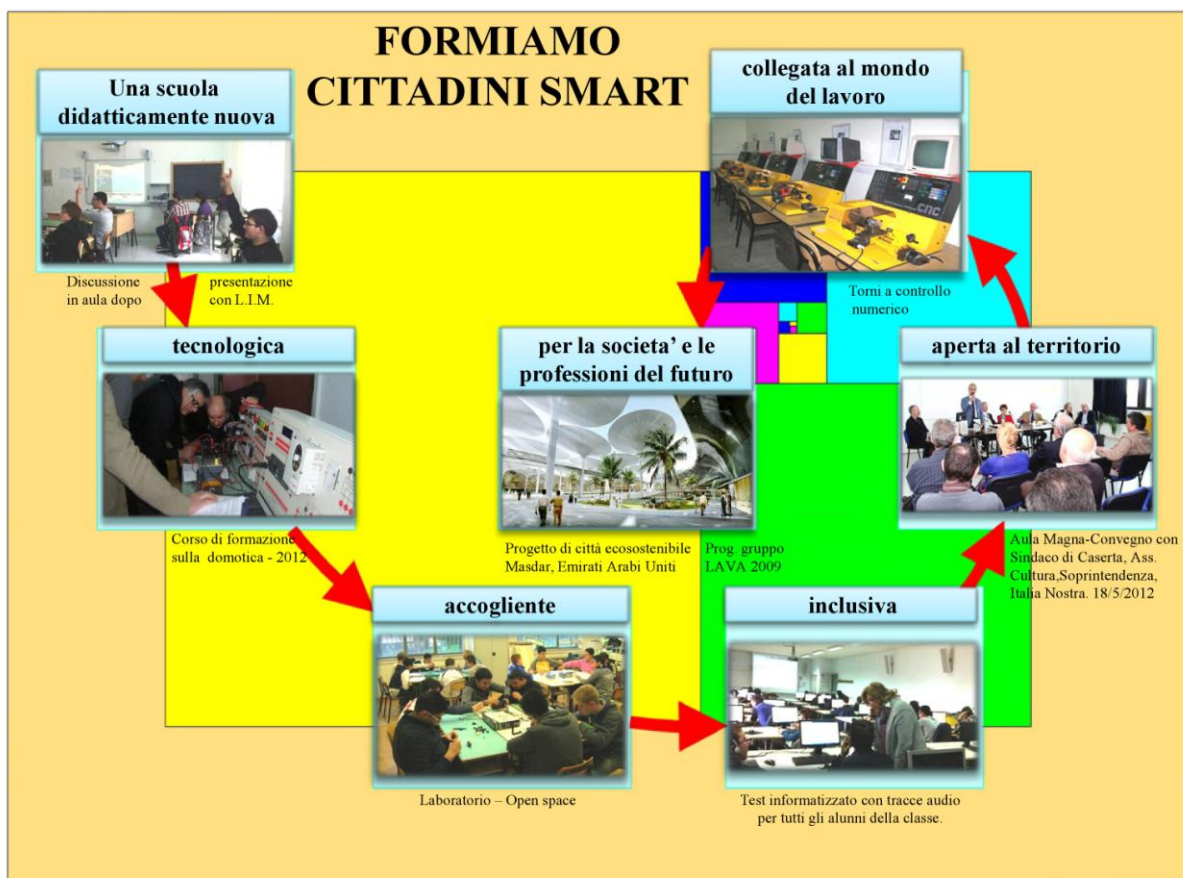 FORMIAMO
CITTADINI SMART
Una scuola
didatticamente nuova
Discussione
in aula dopo
presentazione
con L.I.M.
tecnologica
Corso di formazione
sulla domotica - 2012
accogliente
Laboratorio – Open space
inclusiva
Test informatizzato con tracce audio
per tutti gli alunni della classe.
aperta al territorio
Aula Magna-Convegno con
Sindaco di Caserta, Ass.
Cultura,Soprintendenza,
Italia Nostra. 18/5/2012
collegata al mondo
del lavoro
CNC
Torni a controllo
numerico
per la societa’ e le
professioni del futuro
Progetto di città ecosostenibile
Masdar, Emirati Arabi Uniti
Prog. gruppo
LAVA 2009